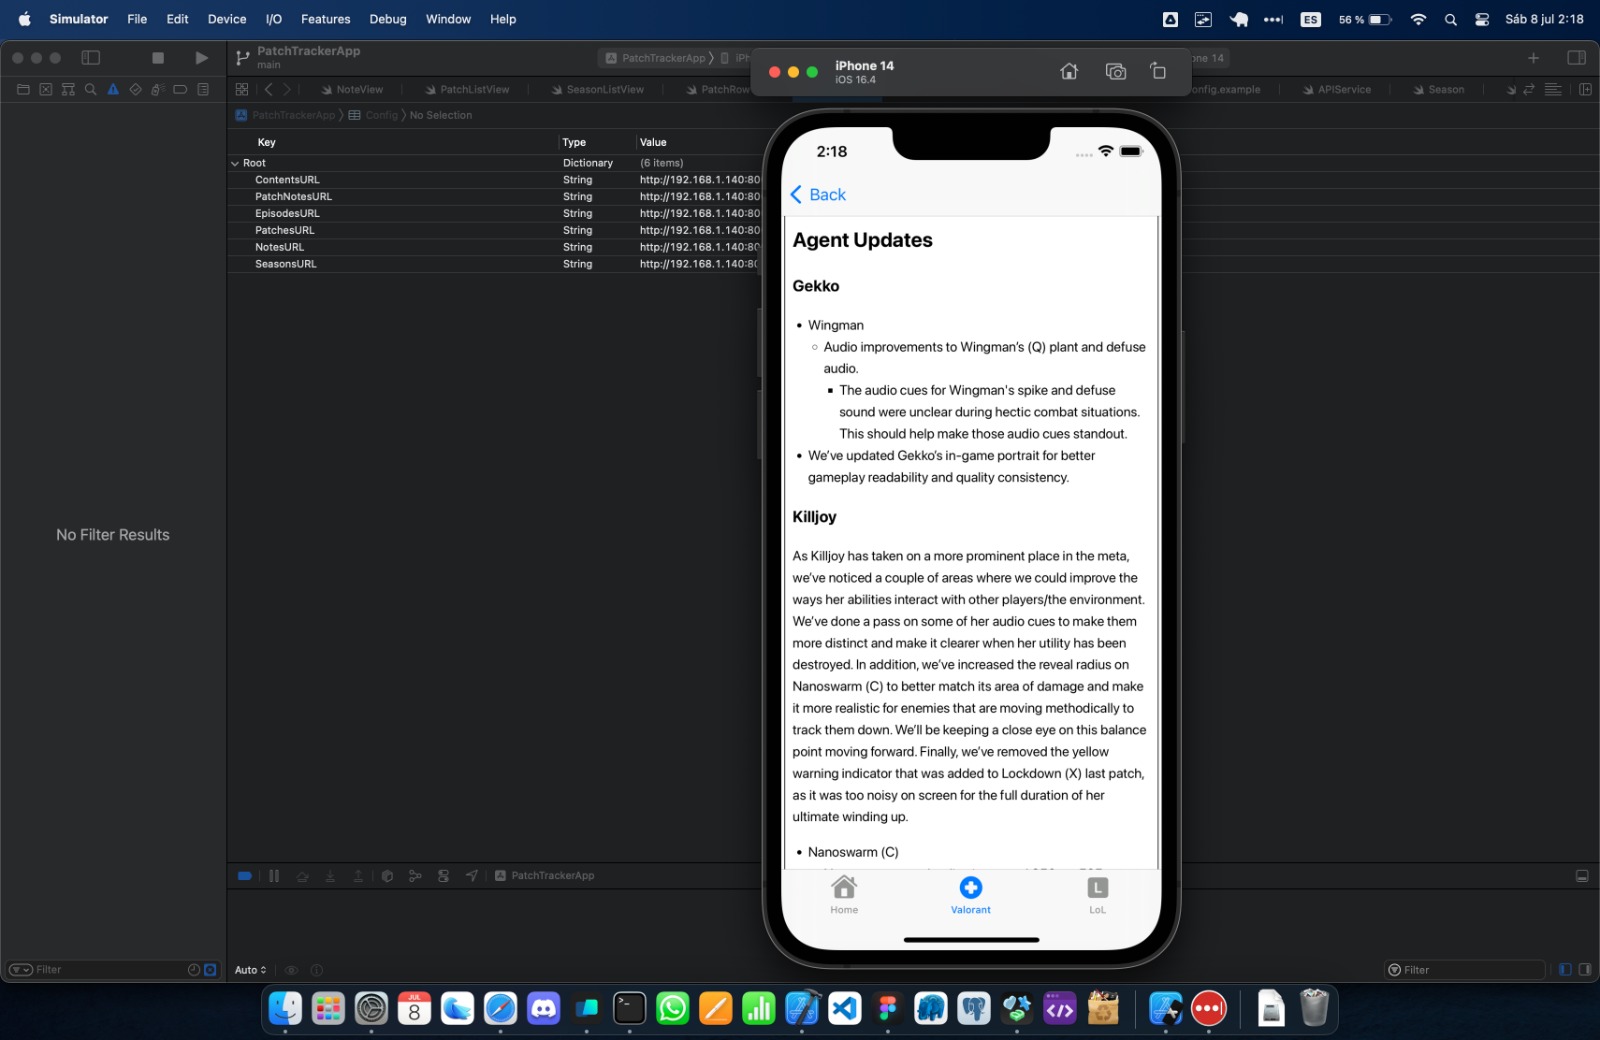 Simulator File Edit Device I/O Features Debug Window Help ES 56 % Sáb 8 jul 2:18
PatchTrackerApp
main
PatchTrackerApp
iPhone 14
iOS 16.4
NoteView PatchListView SeasonListView PatchRow onfig.example APIService Season
PatchTrackerApp Config No Selection
Key Type Value
Root Dictionary (6 items)
ContentsURL String http://192.168.1.140:80
PatchNotesURL String http://192.168.1.140:80
EpisodesURL String http://192.168.1.140:80
PatchesURL String http://192.168.1.140:80
NotesURL String http://192.168.1.140:80
SeasonsURL String http://192.168.1.140:80
No Filter Results
2:18
Back
Agent Updates
Gekko
• Wingman
○ Audio improvements to Wingman’s (Q) plant and defuse
audio.
▪ The audio cues for Wingman's spike and defuse
sound were unclear during hectic combat situations.
This should help make those audio cues standout.
• We’ve updated Gekko’s in-game portrait for better
gameplay readability and quality consistency.
Killjoy
As Killjoy has taken on a more prominent place in the meta,
we’ve noticed a couple of areas where we could improve the
ways her abilities interact with other players/the environment.
We’ve done a pass on some of her audio cues to make them
more distinct and make it clearer when her utility has been
destroyed. In addition, we’ve increased the reveal radius on
Nanoswarm (C) to better match its area of damage and make
it more realistic for enemies that are moving methodically to
track them down. We’ll be keeping a close eye on this balance
point moving forward. Finally, we’ve removed the yellow
warning indicator that was added to Lockdown (X) last patch,
as it was too noisy on screen for the full duration of her
ultimate winding up.
• Nanoswarm (C)
Home Valorant L LoL
PatchTrackerApp
Filter
Auto
Filter
JUL
8